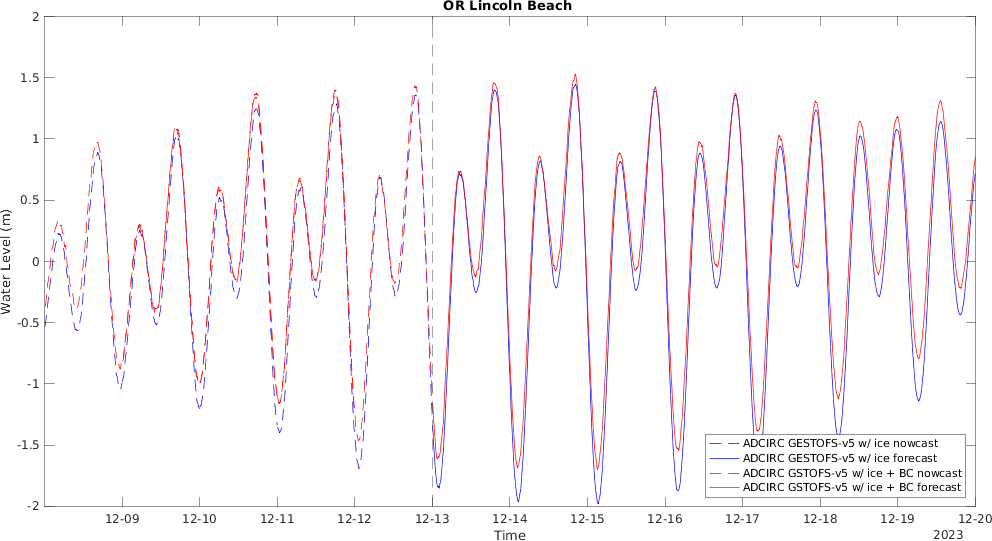 OR Lincoln Beach
Water Level (m)
2
1.5
1
0.5
0
-0.5
-1
-1.5
-2
ADCIRC GESTOFS-v5 w/ ice nowcast
ADCIRC GESTOFS-v5 w/ ice forecast
ADCIRC GSTOFS-v5 w/ ice + BC nowcast
ADCIRC GSTOFS-v5 w/ ice + BC forecast
12-09 12-10 12-11 12-12 12-13 12-14 12-15 12-16 12-17 12-18 12-19 12-20
Time
2023